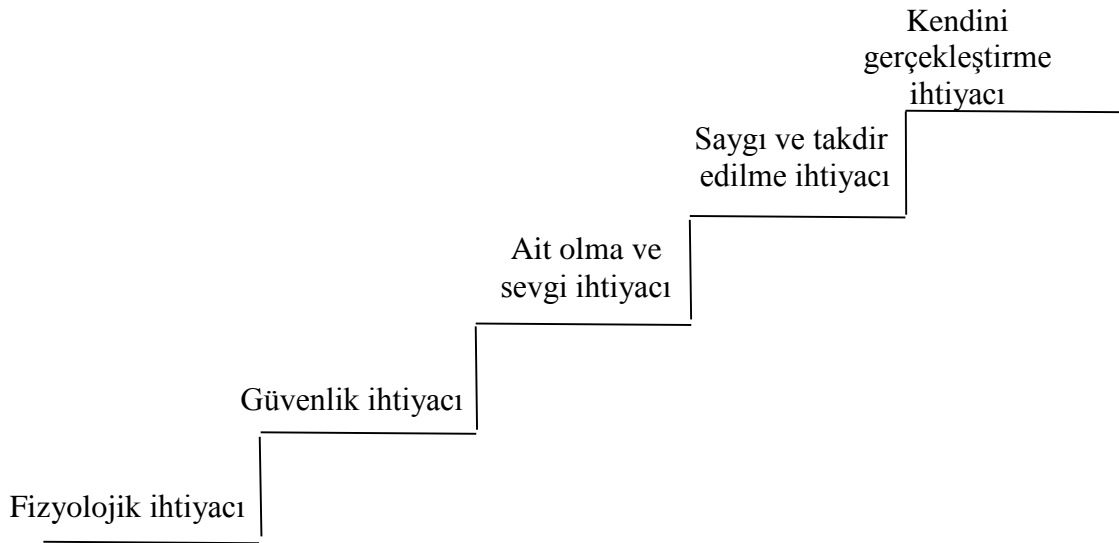 Kendini
gerçekleştirme
ihtiyacı
Saygı ve takdir
edilme ihtiyacı
Ait olma ve
sevgi ihtiyacı
Güvenlik ihtiyacı
Fizyolojik ihtiyacı